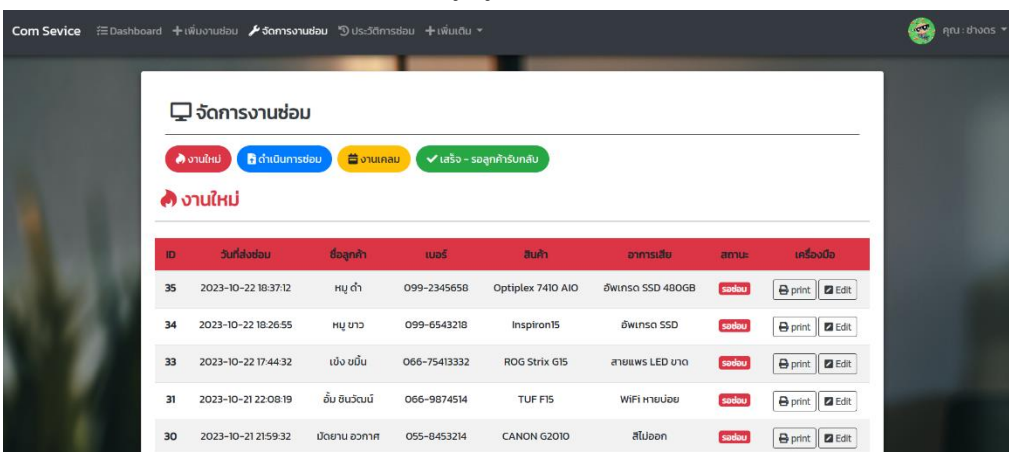 Com Sevice Dashboard เพิ่มงานซ่อม จัดการงานซ่อม ประวัติการซ่อม เพิ่มเติม คุณ : ช่างดร
จัดการงานซ่อม
งานใหม่ ดำเนินการซ่อม งานเคลม เสร็จ - รอลูกค้ารับกลับ
งานใหม่
ID วันที่ส่งซ่อม ชื่อลูกค้า เบอร์ สินค้า อาการเสีย สถานะ เครื่องมือ
35 2023-10-22 18:37:12 หมู ดำ 099-2345658 Optiplex 7410 AIO อัพเกรด SSD 480GB รอซ่อม print Edit
34 2023-10-22 18:26:55 หมู ขาว 099-6543218 Inspiron15 อัพเกรด SSD รอซ่อม print Edit
33 2023-10-22 17:44:32 เข่ง ขมิ้น 066-75413332 ROG Strix G15 สายแพร LED ขาด รอซ่อม print Edit
31 2023-10-21 22:08:19 อั้ม ชินวัฒน์ 066-9874514 TUF F15 WiFi หายบ่อย รอซ่อม print Edit
30 2023-10-21 21:59:32 มัดยาน อวกาศ 055-8453214 CANON G2010 สีไม่ออก รอซ่อม print Edit